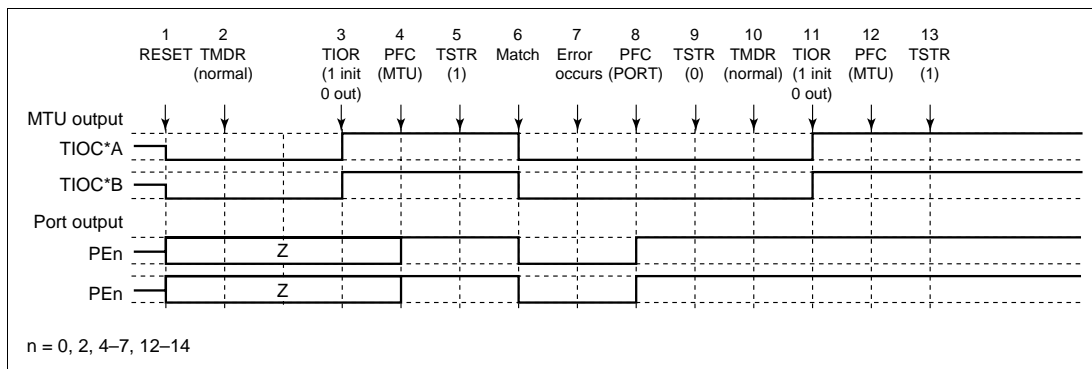 1 2 3 4 5 6 7 8 9 10 11 12 13
RESET TMDR TIOR PFC TSTR Match Error PFC TSTR TMDR TIOR PFC TSTR
(normal) (1 init (MTU) (1) occurs (PORT) (0) (normal) (1 init (MTU) (1)
0 out) 0 out)
MTU output
TIOC*A
TIOC*B
Port output
PEn Z
PEn Z
n = 0, 2, 4–7, 12–14